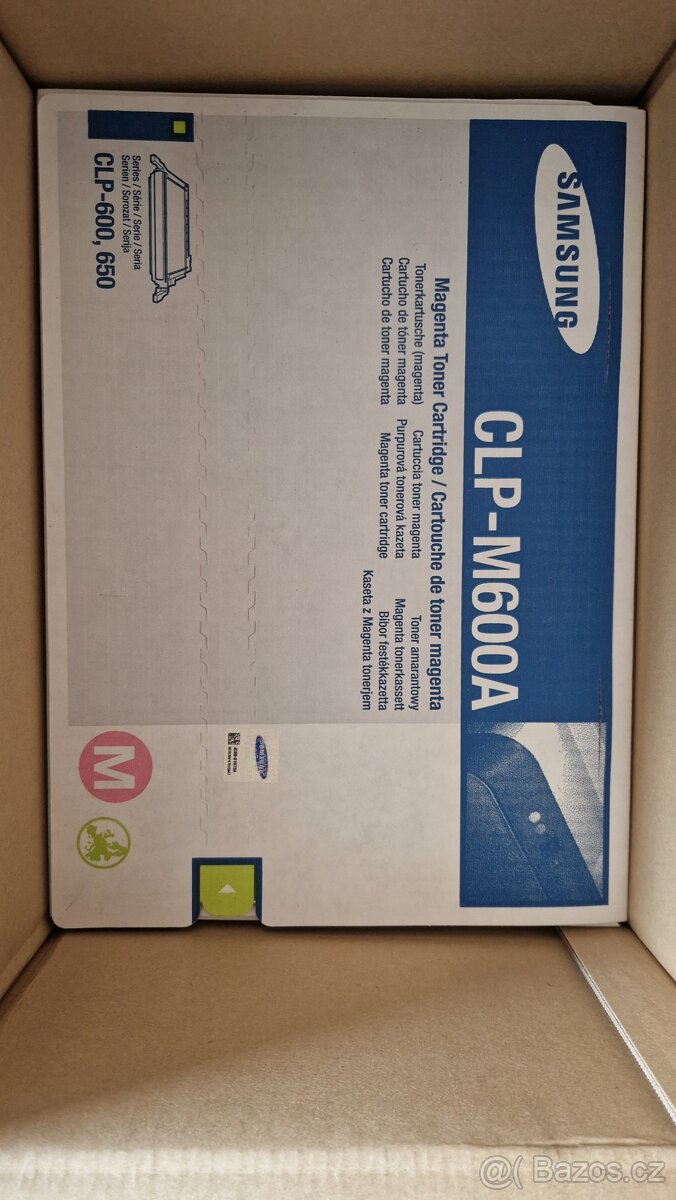 SAMSUNG
CLP-M600A
Magenta Toner Cartridge / Cartouche de toner magenta
Tonerkartusche (magenta)
Cartucho de tóner magenta
Cartucho de toner magenta
Cartuccia toner magenta
Purpurová tonerová kazeta
Magenta toner cartridge
Toner amarantowy
Magenta tonerkassett
Bíbor festékkazetta
Kaseta z Magenta tonerjem
Series / Série / Serie / Seria
Serien / Sorozat / Serija
CLP-600, 650
M
SAMSUNG
@( Bazos.cz